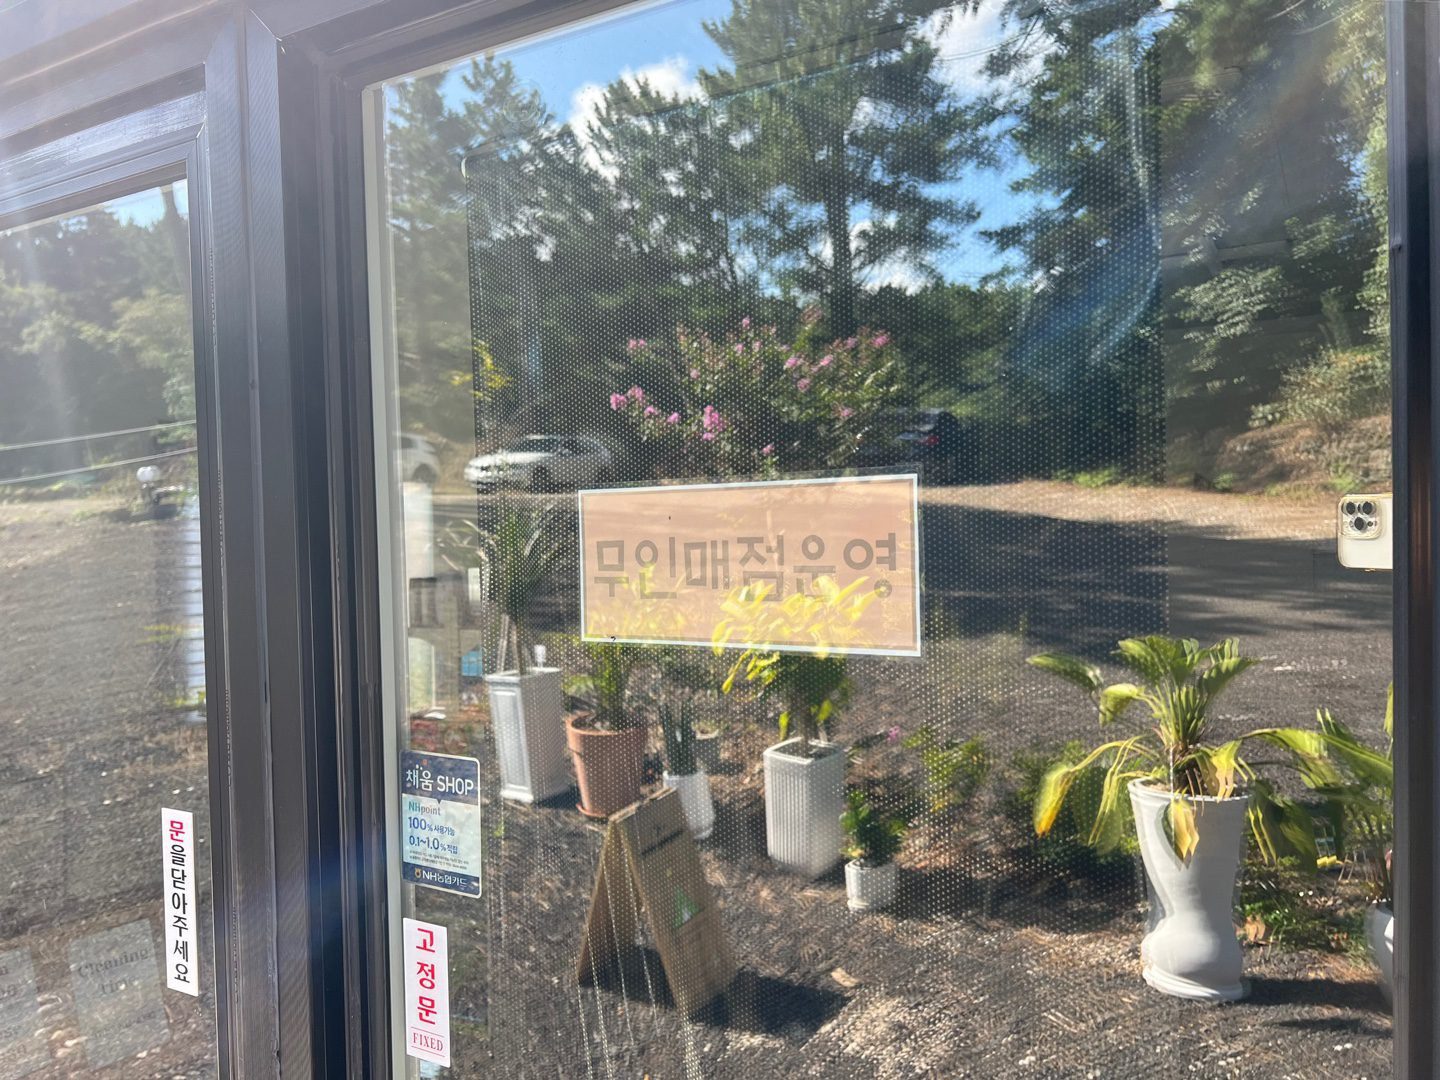 무인매점운영
채움 SHOP
NHpoint
100% 사용가능
0.1~1.0% 적립
NH농협카드
문을닫아주세요
고정문
FIXED
Cleaning